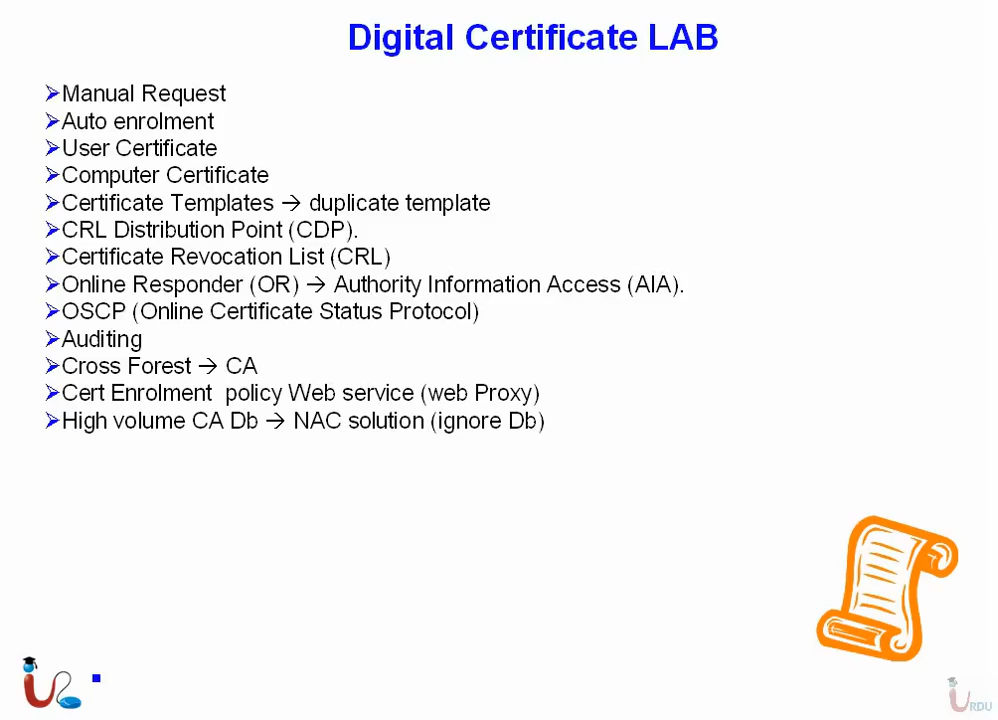 Digital Certificate LAB
➢Manual Request
➢Auto enrolment
➢User Certificate
➢Computer Certificate
➢Certificate Templates → duplicate template
➢CRL Distribution Point (CDP).
➢Certificate Revocation List (CRL)
➢Online Responder (OR) → Authority Information Access (AIA).
➢OSCP (Online Certificate Status Protocol)
➢Auditing
➢Cross Forest → CA
➢Cert Enrolment  policy Web service (web Proxy)
➢High volume CA Db → NAC solution (ignore Db)
URDU